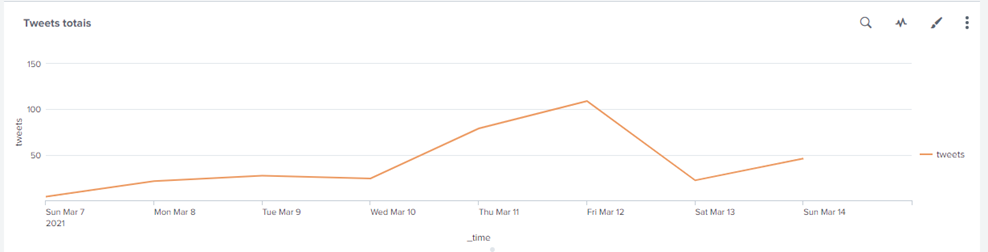 Tweets totais
150
100
50
tweets
tweets
Sun Mar 7
2021
Mon Mar 8
Tue Mar 9
Wed Mar 10
Thu Mar 11
Fri Mar 12
Sat Mar 13
Sun Mar 14
_time